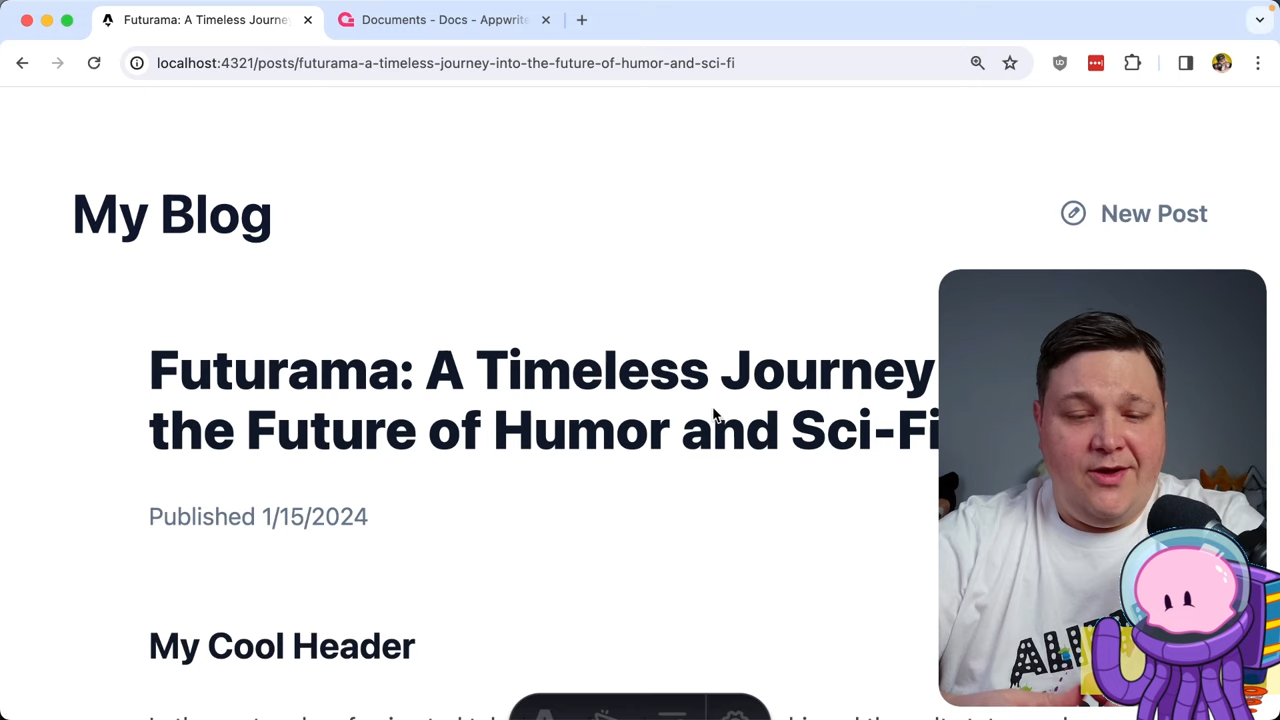 Futurama: A Timeless Journe
Documents - Docs - Appwrite
localhost:4321/posts/futurama-a-timeless-journey-into-the-future-of-humor-and-sci-fi
My Blog
New Post
Futurama: A Timeless Journey
the Future of Humor and Sci-Fi
Published 1/15/2024
My Cool Header